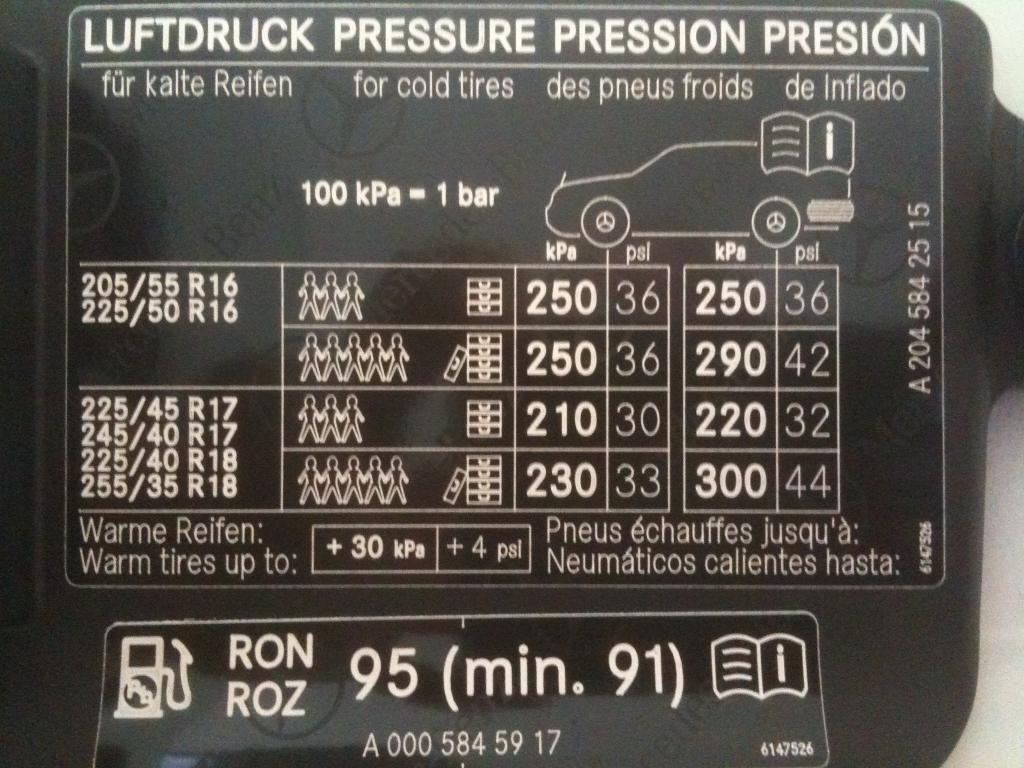 LUFTDRUCK PRESSURE PRESSION PRESIÓN
für kalte Reifen for cold tires des pneus froids de Inflado
i
100 kPa = 1 bar
kPa psi kPa psi
205/55 R16
225/50 R16
250 36 250 36
250 36 290 42
225/45 R17
245/40 R17
225/40 R18
255/35 R18
210 30 220 32
230 33 300 44
Warme Reifen:
Warm tires up to:
+ 30 kPa + 4 psi
Pneus échauffes jusqu'à:
Neumáticos calientes hasta:
A 204 584 25 15
6147526
RON
ROZ
95 (min. 91)
i
A 000 584 59 17
6147526